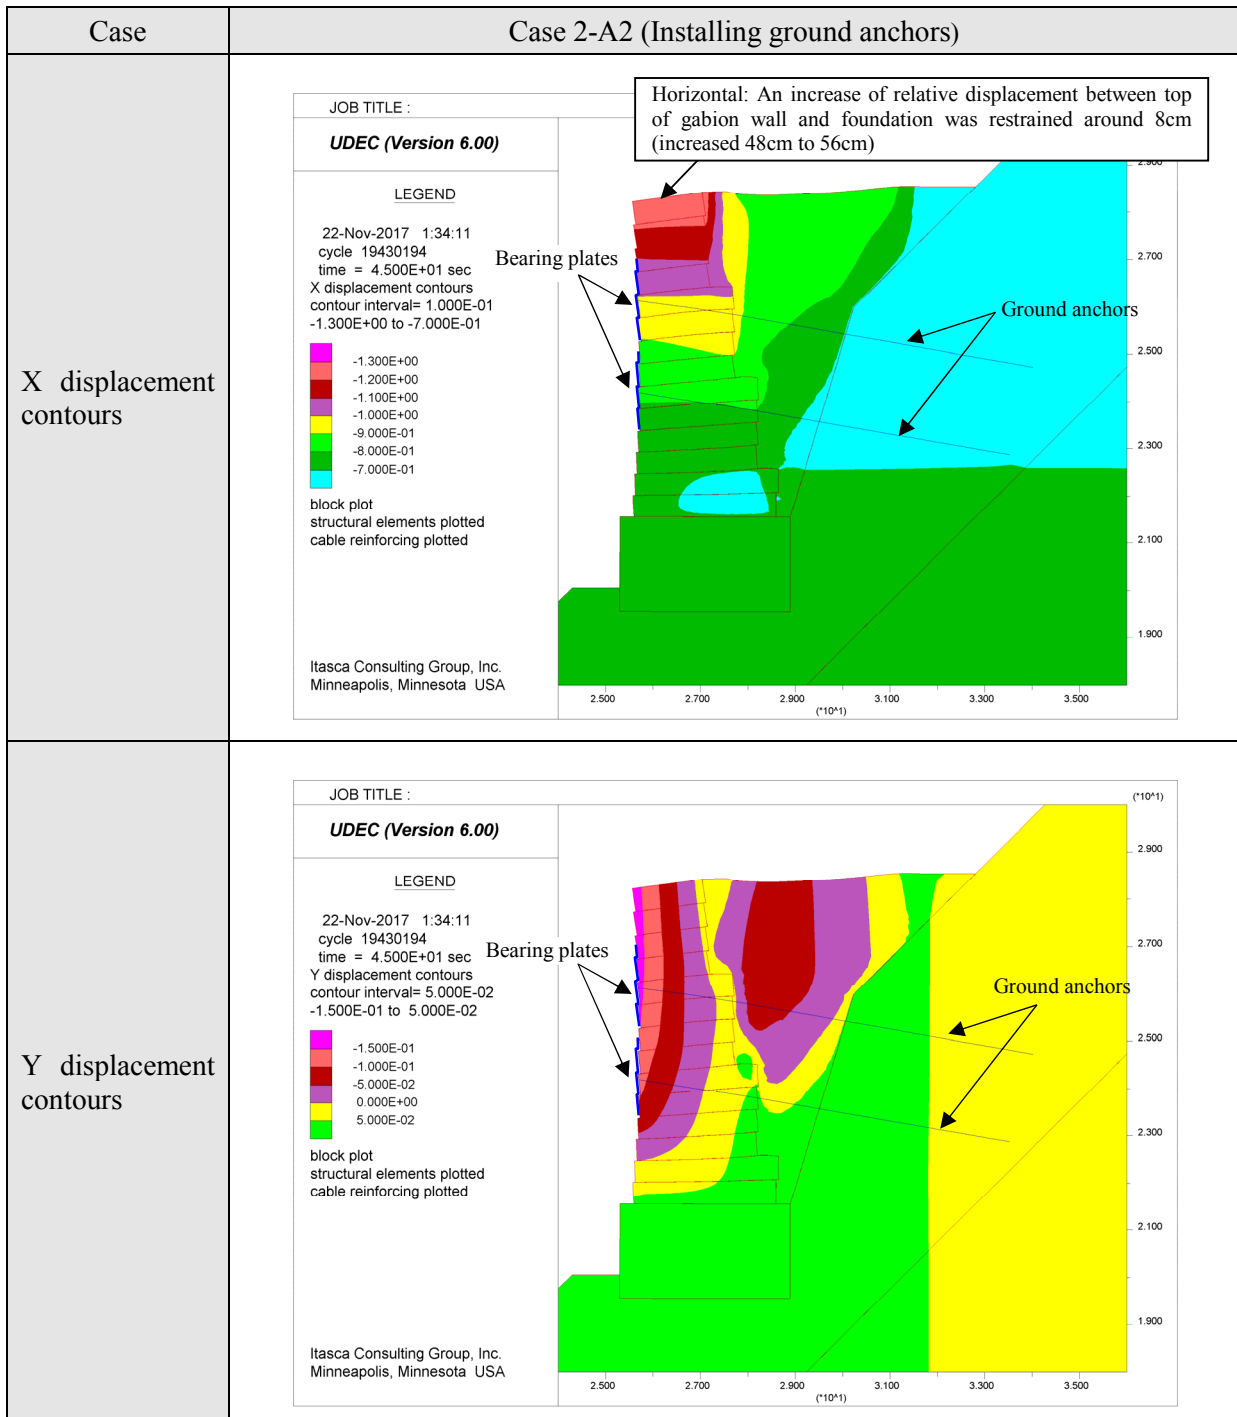 Case
Case 2-A2 (Installing ground anchors)
X displacement
contours
JOB TITLE :
UDEC (Version 6.00)
LEGEND
22-Nov-2017 1:34:11
cycle 19430194
time = 4.500E+01 sec
X displacement contours
contour interval= 1.000E-01
-1.300E+00 to -7.000E-01
-1.300E+00
-1.200E+00
-1.100E+00
-1.000E+00
-9.000E-01
-8.000E-01
-7.000E-01
block plot
structural elements plotted
cable reinforcing plotted
Itasca Consulting Group, Inc.
Minneapolis, Minnesota USA
Horizontal: An increase of relative displacement between top
of gabion wall and foundation was restrained around 8cm
(increased 48cm to 56cm)
Bearing plates
Ground anchors
2.900
2.700
2.500
2.300
2.100
1.900
2.500
2.700
2.900
3.100
3.300
3.500
(*10^1)
Y displacement
contours
JOB TITLE :
UDEC (Version 6.00)
LEGEND
22-Nov-2017 1:34:11
cycle 19430194
time = 4.500E+01 sec
Y displacement contours
contour interval= 5.000E-02
-1.500E-01 to 5.000E-02
-1.500E-01
-1.000E-01
-5.000E-02
0.000E+00
5.000E-02
block plot
structural elements plotted
cable reinforcing plotted
Itasca Consulting Group, Inc.
Minneapolis, Minnesota USA
Bearing plates
Ground anchors
(*10^1)
2.900
2.700
2.500
2.300
2.100
1.900
2.500
2.700
2.900
3.100
3.300
3.500
(*10^1)